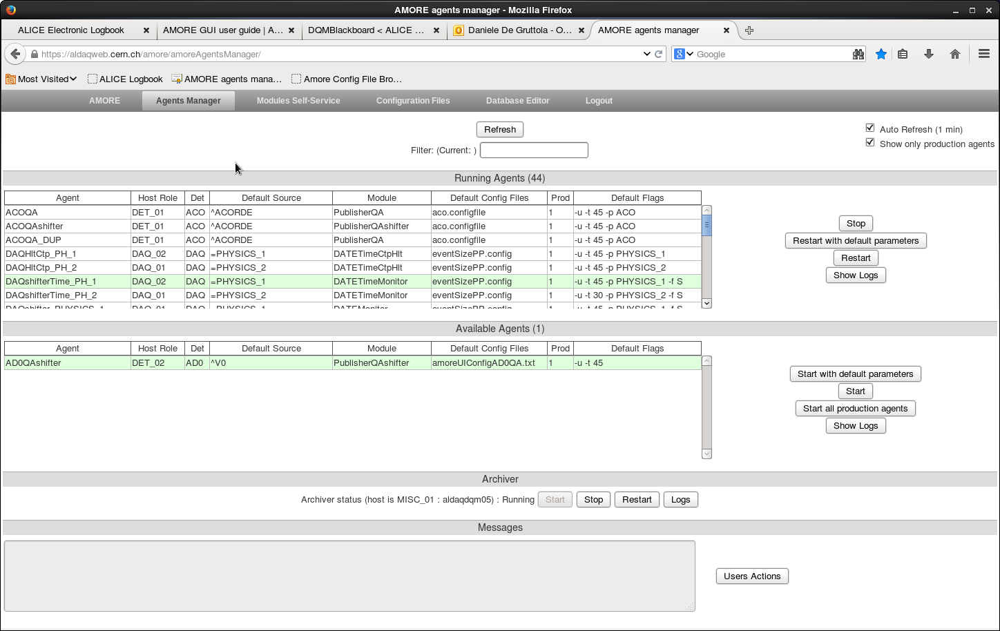 AMORE agents manager - Mozilla Firefox
ALICE Electronic Logbook
AMORE GUI user guide | A…
DQMBlackboard < ALICE …
Daniele De Gruttola - O…
AMORE agents manager
https://aldaqweb.cern.ch/amore/amoreAgentsManager/
Google
Most Visited
ALICE Logbook
AMORE agents mana…
Amore Config File Bro…
AMORE
Agents Manager
Modules Self-Service
Configuration Files
Database Editor
Logout
Refresh
Auto Refresh (1 min)
Filter: (Current: )
Show only production agents
Running Agents (44)
Agent Host Role Det Default Source Module Default Config Files Prod Default Flags
ACOQA DET_01 ACO ^ACORDE PublisherQA aco.configfile 1 -u -t 45 -p ACO
ACOQAshifter DET_01 ACO ^ACORDE PublisherQAshifter aco.configfile 1 -u -t 45 -p ACO
ACOQA_DUP DET_01 ACO ^ACORDE PublisherQA aco.configfile 1 -u -t 45 -p ACO
DAQHltCtp_PH_1 DAQ_02 DAQ =PHYSICS_1 DATETimeCtpHlt eventSizePP.config 1 -u -t 45 -p PHYSICS_1
DAQHltCtp_PH_2 DAQ_01 DAQ =PHYSICS_2 DATETimeCtpHlt eventSizePP.config 1 -u -t 45 -p PHYSICS_2
DAQshifterTime_PH_1 DAQ_02 DAQ =PHYSICS_1 DATETimeMonitor eventSizePP.config 1 -u -t 45 -p PHYSICS_1 -f S
DAQshifterTime_PH_2 DAQ_01 DAQ =PHYSICS_2 DATETimeMonitor eventSizePP.config 1 -u -t 30 -p PHYSICS_2 -f S
DAQshifter_PHYSICS_1 DAQ_01 DAQ =PHYSICS_1 DATEMonitor eventSizePP.config 1 -u -t 45 -p PHYSICS_1 -f S
Stop
Restart with default parameters
Restart
Show Logs
Available Agents (1)
Agent Host Role Det Default Source Module Default Config Files Prod Default Flags
AD0QAshifter DET_02 AD0 ^V0 PublisherQAshifter amoreUIConfigAD0QA.txt 1 -u -t 45
Start with default parameters
Start
Start all production agents
Show Logs
Archiver
Archiver status (host is MISC_01 : aldaqdqm05) : Running Start Stop Restart Logs
Messages
Users Actions